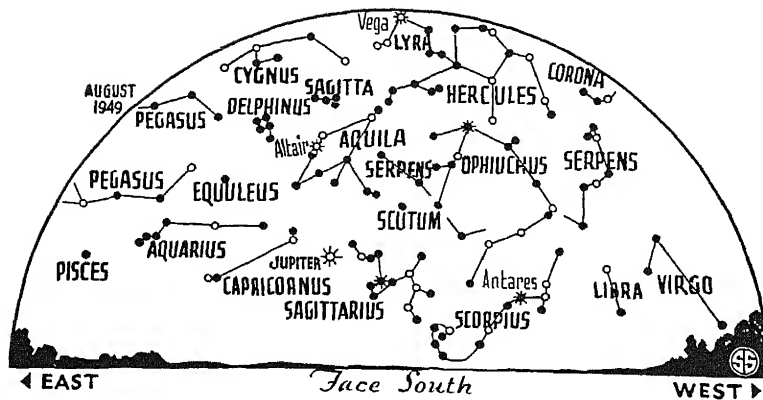 Vega
LYRA
CYGNUS
CORONA
SAGITTA
AUGUST
1949
HERCULES
DELPHINUS
PEGASUS
Altair
AQUILA
SERPENS
OPHIUCHUS
SERPENS
PEGASUS
EQUULEUS
SCUTUM
AQUARIUS
JUPITER
PISCES
CAPRICORNUS
Antares
LIBRA
VIRGO
SAGITTARIUS
SCORPIUS
SS
EAST
Face South
WEST